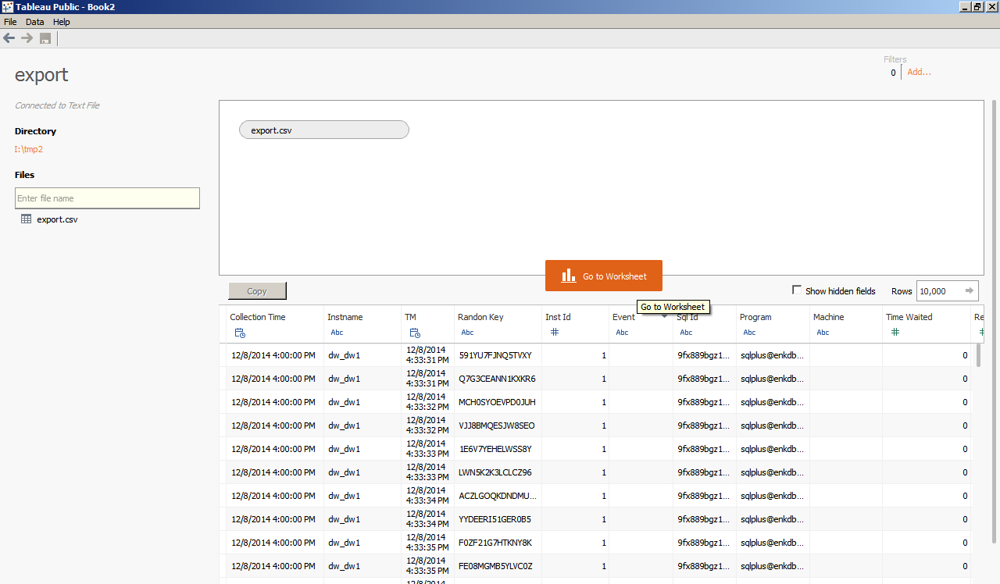 Tableau Public - Book2
File Data Help
export
Filters
0 Add...
Connected to Text File
Directory
I:\tmp2
Files
Enter file name
export.csv
export.csv
Go to Worksheet
Copy
Show hidden fields Rows 10,000
Go to Worksheet
Collection Time Instname TM Randon Key Inst Id Event Sql Id Program Machine Time Waited Re
Abc Abc # Abc Abc Abc Abc # #
12/8/2014 4:00:00 PM dw_dw1 12/8/2014 4:33:31 PM 591YU7FJNQ5TVXY 1 9fx889bgz1... sqlplus@enkdb... 0
12/8/2014 4:00:00 PM dw_dw1 12/8/2014 4:33:31 PM Q7G3CEANN1KXKR6 1 9fx889bgz1... sqlplus@enkdb... 0
12/8/2014 4:00:00 PM dw_dw1 12/8/2014 4:33:32 PM MCH0SYOEVPD0JUH 1 9fx889bgz1... sqlplus@enkdb... 0
12/8/2014 4:00:00 PM dw_dw1 12/8/2014 4:33:32 PM VJJ8BMQESJW8SEO 1 9fx889bgz1... sqlplus@enkdb... 0
12/8/2014 4:00:00 PM dw_dw1 12/8/2014 4:33:33 PM 1E6V7YEHELWSS8Y 1 9fx889bgz1... sqlplus@enkdb... 0
12/8/2014 4:00:00 PM dw_dw1 12/8/2014 4:33:33 PM LWN5K2K3LCLCZ96 1 9fx889bgz1... sqlplus@enkdb... 0
12/8/2014 4:00:00 PM dw_dw1 12/8/2014 4:33:34 PM ACZLGOQKDNDMU... 1 9fx889bgz1... sqlplus@enkdb... 0
12/8/2014 4:00:00 PM dw_dw1 12/8/2014 4:33:34 PM YYDEERI51GER0B5 1 9fx889bgz1... sqlplus@enkdb... 0
12/8/2014 4:00:00 PM dw_dw1 12/8/2014 4:33:35 PM F0ZF21G7HTKNY8K 1 9fx889bgz1... sqlplus@enkdb... 0
12/8/2014 4:00:00 PM dw_dw1 12/8/2014 4:33:35 PM FE08MGMB5YLVC0Z 1 9fx889bgz1... sqlplus@enkdb... 0